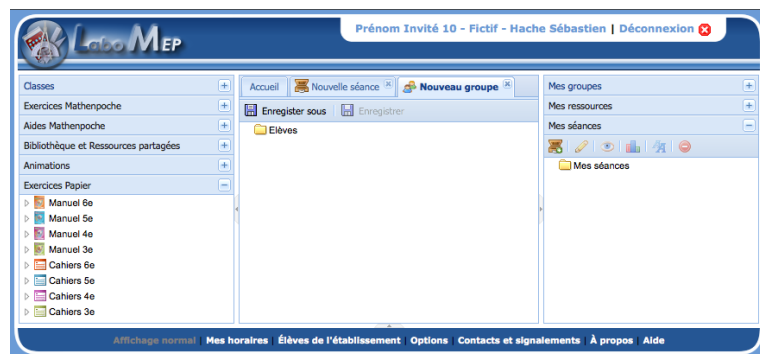 LaboMEP
Prénom Invité 10 - Fictif - Hache Sébastien | Déconnexion
Classes
Exercices Mathenpoche
Aides Mathenpoche
Bibliothèque et Ressources partagées
Animations
Exercices Papier
Manuel 6e
Manuel 5e
Manuel 4e
Manuel 3e
Cahiers 6e
Cahiers 5e
Cahiers 4e
Cahiers 3e
Accueil Nouvelle séance Nouveau groupe
Enregister sous Enregistrer
Elèves
Mes groupes
Mes ressources
Mes séances
Mes séances
Affichage normal | Mes horaires | Élèves de l'établissement | Options | Contacts et signalements | À propos | Aide